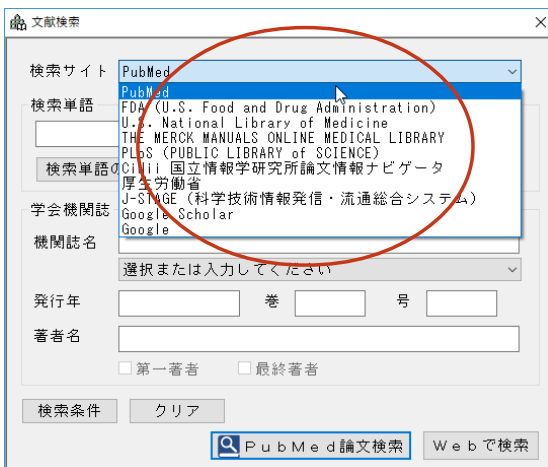 文献検索
検索サイト PubMed
PubMed
検索単語 FDA (U.S. Food and Drug Administration)
U.S. National Library of Medicine
THE MERCK MANUALS ONLINE MEDICAL LIBRARY
PLoS (PUBLIC LIBRARY of SCIENCE)
検索単語の CiNii 国立情報学研究所論文情報ナビゲータ
厚生労働省
学会機関誌 J-STAGE (科学技術情報発信・流通総合システム)
Google Scholar
Google
機関誌名
選択または入力してください
発行年 巻 号
著者名
第一著者 最終著者
検索条件 クリア
PubMed論文検索 Webで検索